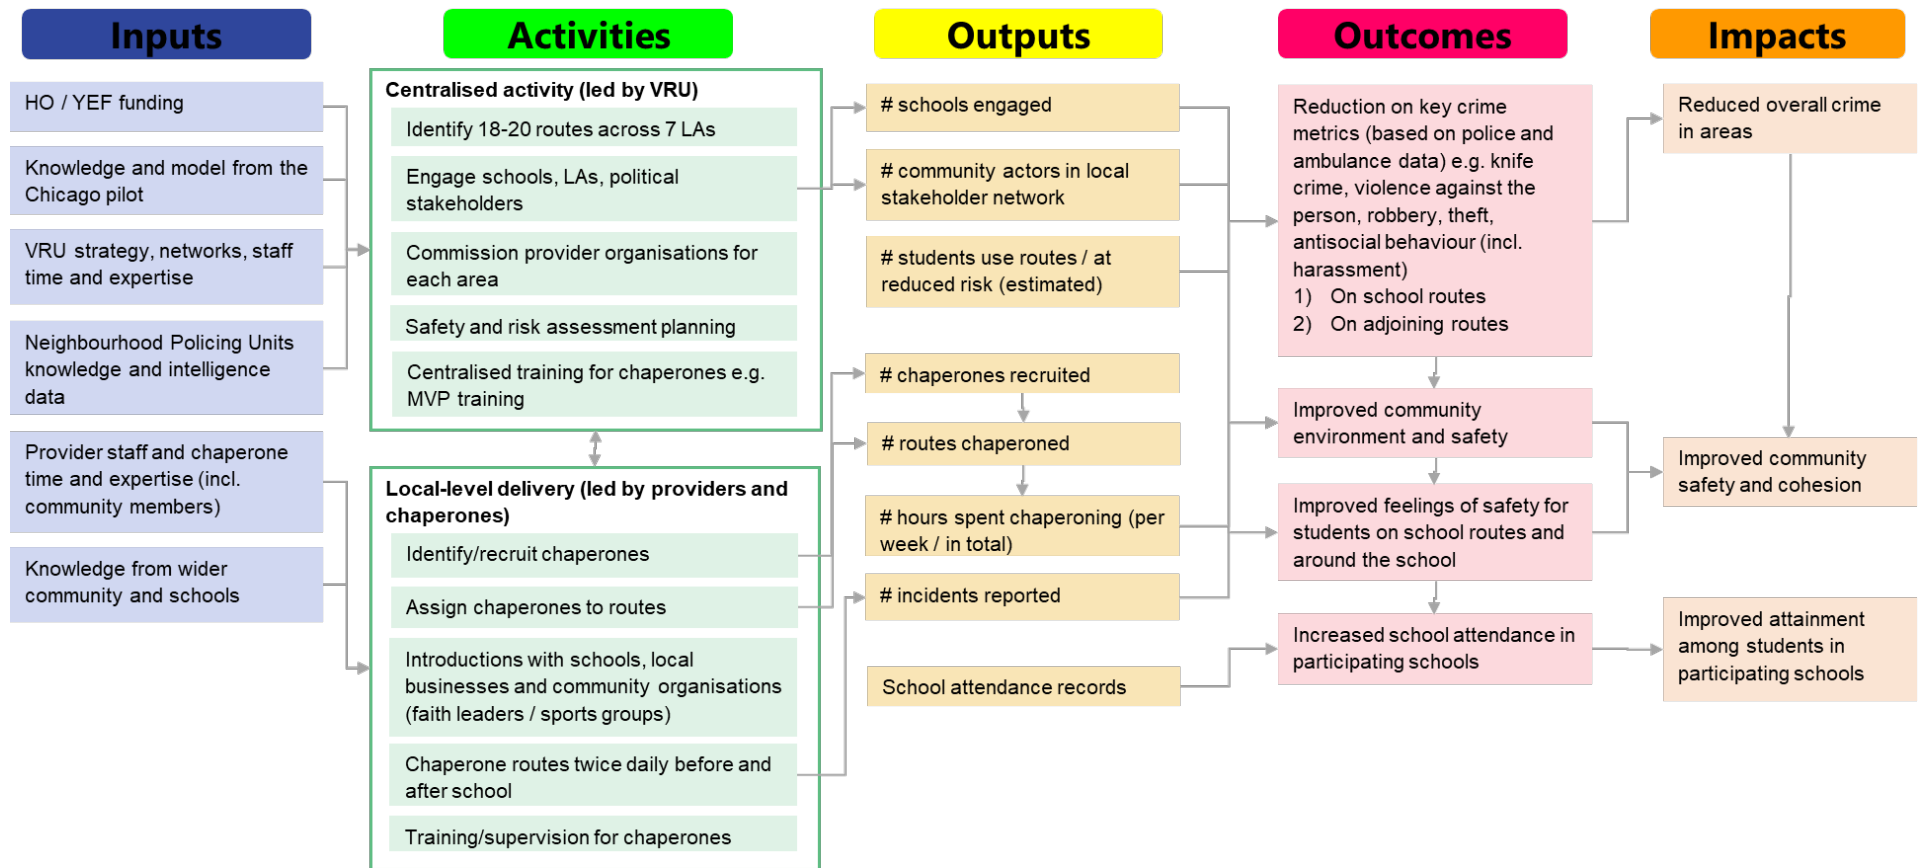 Inputs
HO / YEF funding
Knowledge and model from the
Chicago pilot
VRU strategy, networks, staff
time and expertise
Neighbourhood Policing Units
knowledge and intelligence
data
Provider staff and chaperone
time and expertise (incl.
community members)
Knowledge from wider
community and schools
Activities
Centralised activity (led by VRU)
Identify 18-20 routes across 7 LAs
Engage schools, LAs, political
stakeholders
Commission provider organisations for
each area
Safety and risk assessment planning
Centralised training for chaperones e.g.
MVP training
Local-level delivery (led by providers and
chaperones)
Identify/recruit chaperones
Assign chaperones to routes
Introductions with schools, local
businesses and community organisations
(faith leaders / sports groups)
Chaperone routes twice daily before and
after school
Training/supervision for chaperones
Outputs
# schools engaged
# community actors in local
stakeholder network
# students use routes / at
reduced risk (estimated)
# chaperones recruited
# routes chaperoned
# hours spent chaperoning (per
week / in total)
# incidents reported
School attendance records
Outcomes
Reduction on key crime
metrics (based on police and
ambulance data) e.g. knife
crime, violence against the
person, robbery, theft,
antisocial behaviour (incl.
harassment)
1) On school routes
2) On adjoining routes
Improved community
environment and safety
Improved feelings of safety for
students on school routes and
around the school
Increased school attendance in
participating schools
Impacts
Reduced overall crime
in areas
Improved community
safety and cohesion
Improved attainment
among students in
participating schools